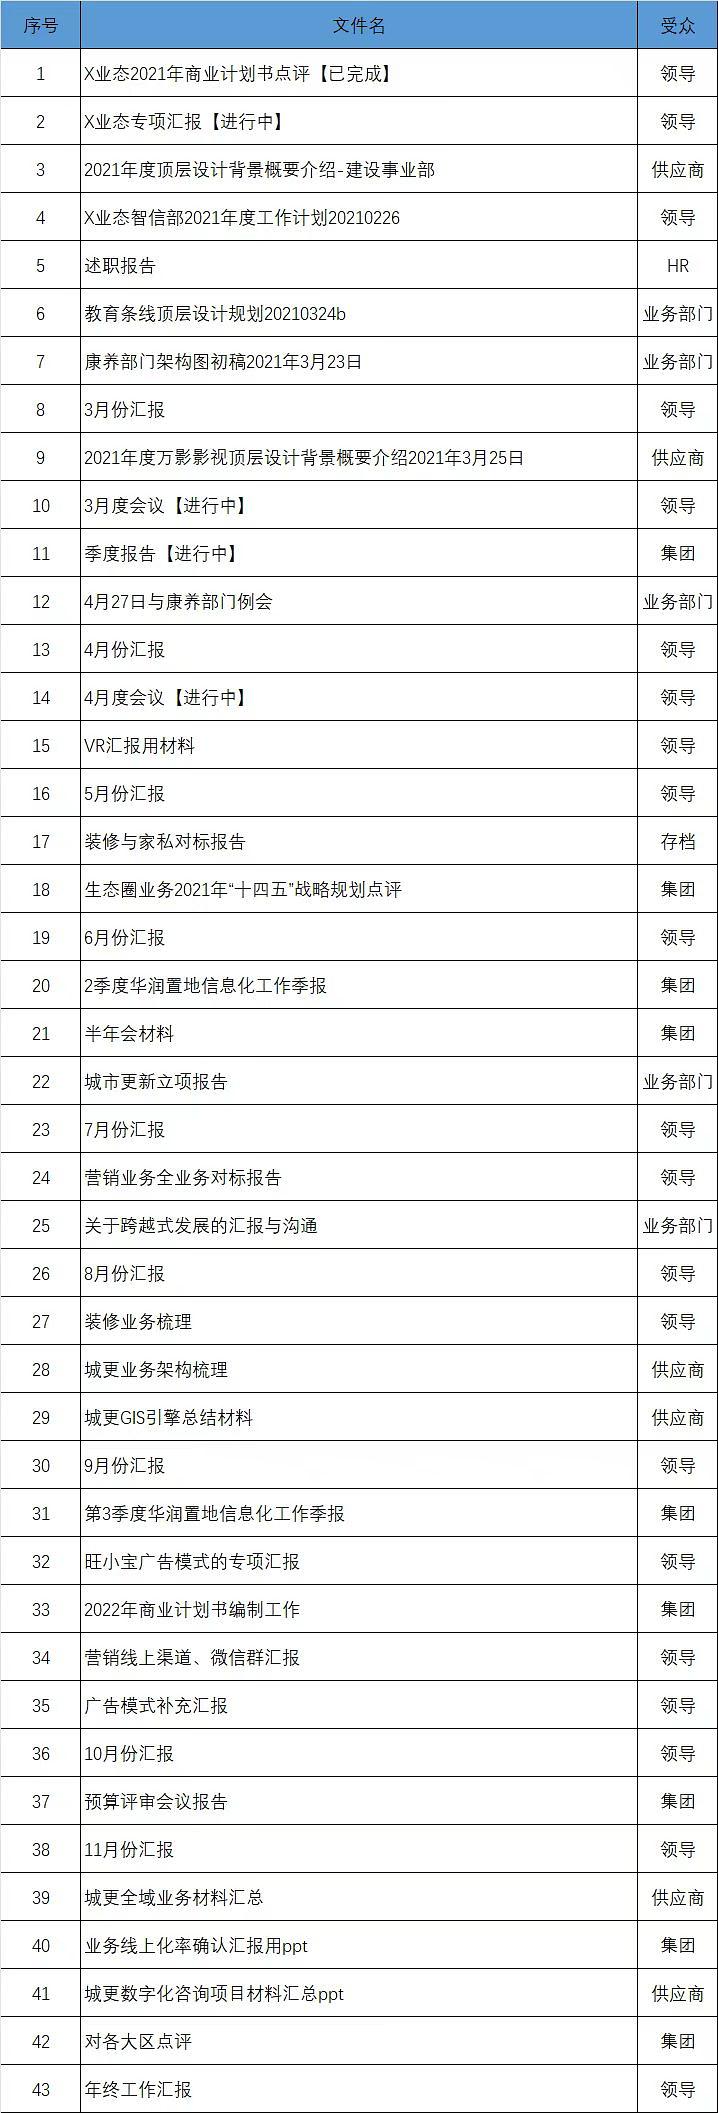 序号 文件名 受众
1 X业态2021年商业计划书点评【已完成】 领导
2 X业态专项汇报【进行中】 领导
3 2021年度顶层设计背景概要介绍-建设事业部 供应商
4 X业态智信部2021年度工作计划20210226 领导
5 述职报告 HR
6 教育条线顶层设计规划20210324b 业务部门
7 康养部门架构图初稿2021年3月23日 业务部门
8 3月份汇报 领导
9 2021年度万影影视顶层设计背景概要介绍2021年3月25日 供应商
10 3月度会议【进行中】 领导
11 季度报告【进行中】 集团
12 4月27日与康养部门例会 业务部门
13 4月份汇报 领导
14 4月度会议【进行中】 领导
15 VR汇报用材料 领导
16 5月份汇报 领导
17 装修与家私对标报告 存档
18 生态圈业务2021年“十四五”战略规划点评 集团
19 6月份汇报 领导
20 2季度华润置地信息化工作季报 集团
21 半年会材料 集团
22 城市更新立项报告 业务部门
23 7月份汇报 领导
24 营销业务全业务对标报告 领导
25 关于跨越式发展的汇报与沟通 业务部门
26 8月份汇报 领导
27 装修业务梳理 领导
28 城更业务架构梳理 供应商
29 城更GIS引擎总结材料 供应商
30 9月份汇报 领导
31 第3季度华润置地信息化工作季报 集团
32 旺小宝广告模式的专项汇报 领导
33 2022年商业计划书编制工作 集团
34 营销线上渠道、微信群汇报 领导
35 广告模式补充汇报 领导
36 10月份汇报 领导
37 预算评审会议报告 集团
38 11月份汇报 领导
39 城更全域业务材料汇总 供应商
40 业务线上化率确认汇报用ppt 集团
41 城更数字化咨询项目材料汇总ppt 供应商
42 对各大区点评 集团
43 年终工作汇报 领导